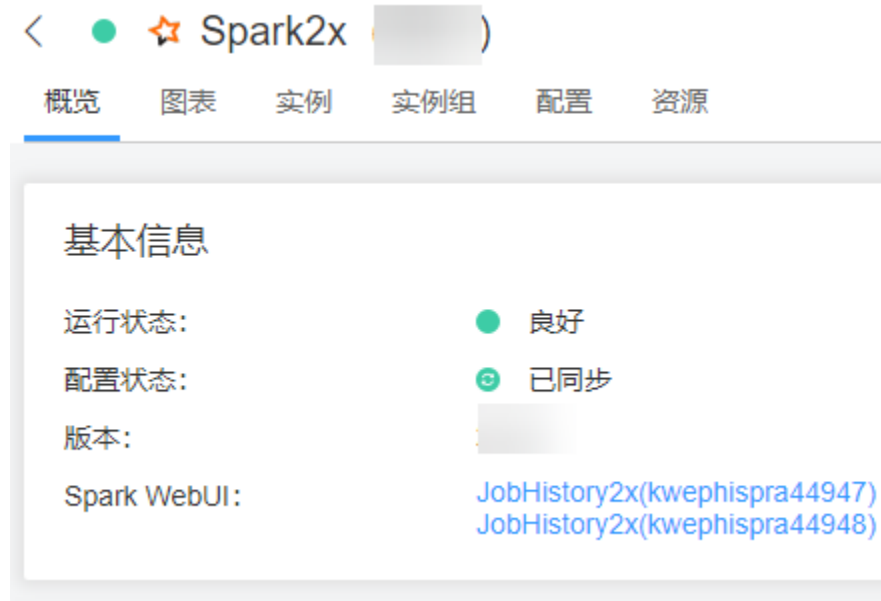 Spark2x )
概览 图表 实例 实例组 配置 资源
基本信息
运行状态： 良好
配置状态： 已同步
版本：
Spark WebUI： JobHistory2x(kwephispra44947)
JobHistory2x(kwephispra44948)